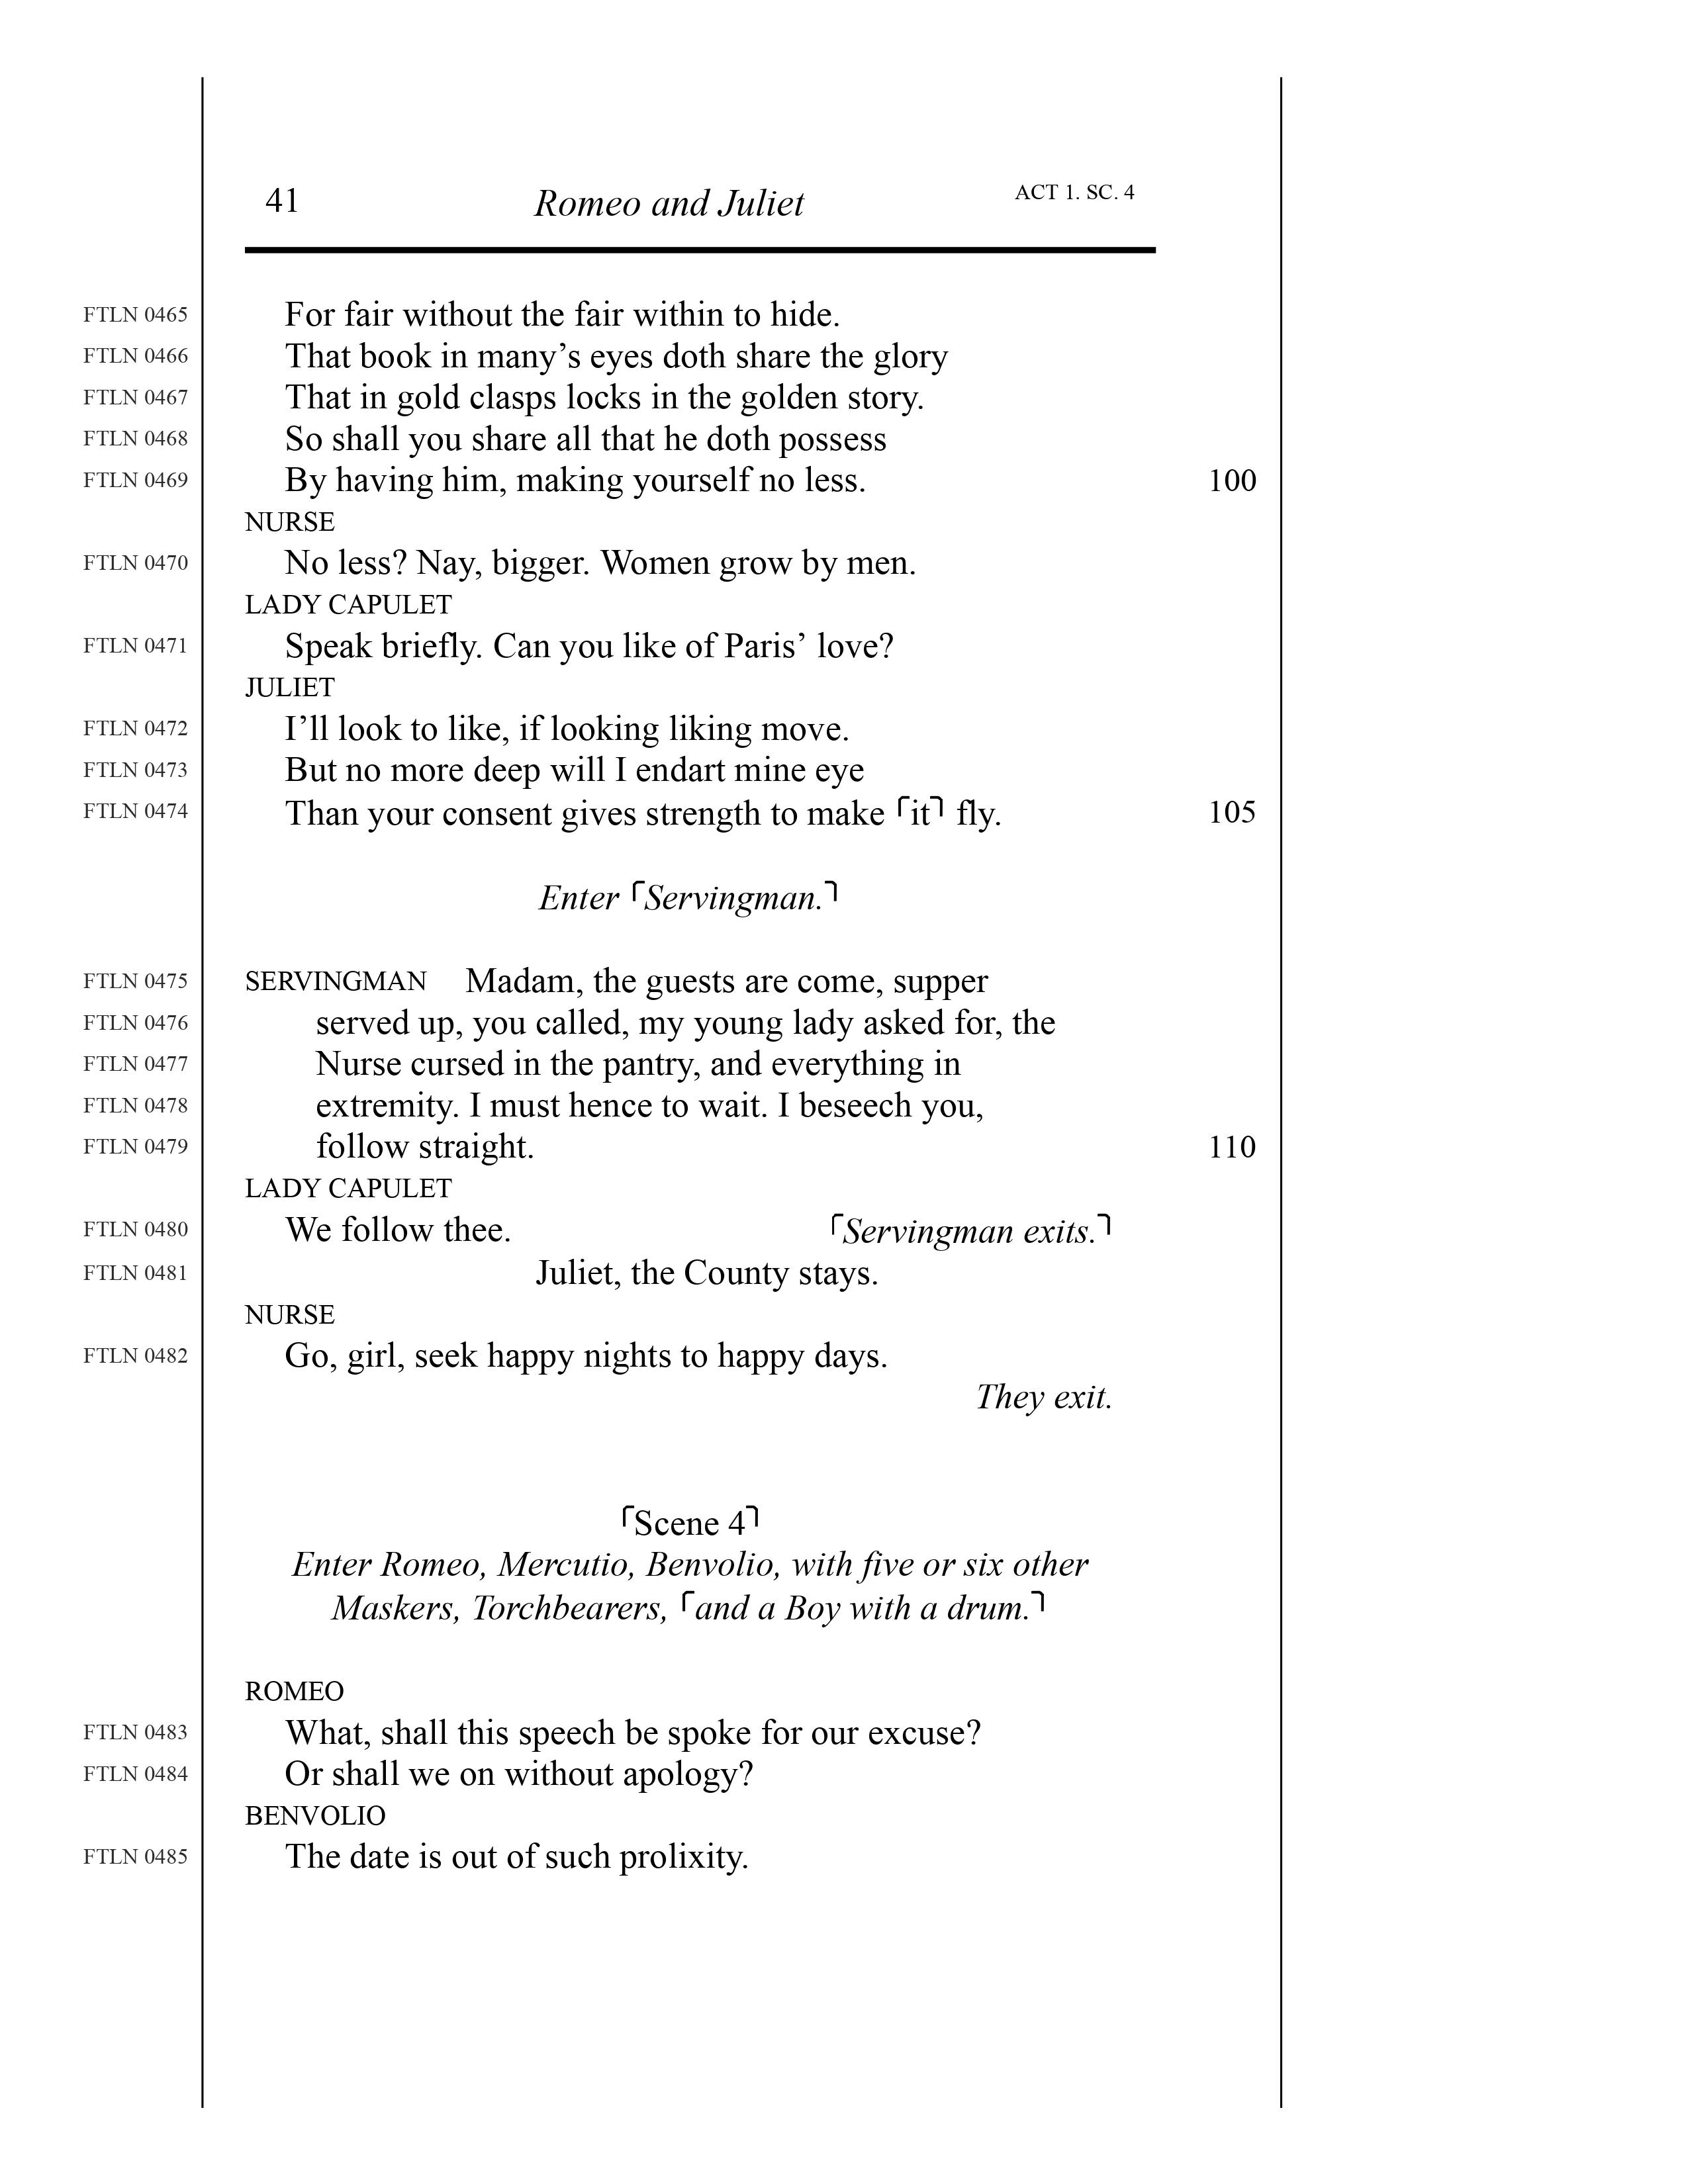 41 Romeo and Juliet ACT 1. SC. 4
FTLN 0465 For fair without the fair within to hide.
FTLN 0466 That book in many’s eyes doth share the glory
FTLN 0467 That in gold clasps locks in the golden story.
FTLN 0468 So shall you share all that he doth possess
FTLN 0469 By having him, making yourself no less. 100
NURSE
FTLN 0470 No less? Nay, bigger. Women grow by men.
LADY CAPULET
FTLN 0471 Speak briefly. Can you like of Paris’ love?
JULIET
FTLN 0472 I’ll look to like, if looking liking move.
FTLN 0473 But no more deep will I endart mine eye
FTLN 0474 Than your consent gives strength to make ⌜it⌝ fly. 105
Enter ⌜Servingman.⌝
FTLN 0475 SERVINGMAN Madam, the guests are come, supper
FTLN 0476 served up, you called, my young lady asked for, the
FTLN 0477 Nurse cursed in the pantry, and everything in
FTLN 0478 extremity. I must hence to wait. I beseech you,
FTLN 0479 follow straight. 110
LADY CAPULET
FTLN 0480 We follow thee. ⌜Servingman exits.⌝
FTLN 0481 Juliet, the County stays.
NURSE
FTLN 0482 Go, girl, seek happy nights to happy days.
They exit.
⌜Scene 4⌝
Enter Romeo, Mercutio, Benvolio, with five or six other
Maskers, Torchbearers, ⌜and a Boy with a drum.⌝
ROMEO
FTLN 0483 What, shall this speech be spoke for our excuse?
FTLN 0484 Or shall we on without apology?
BENVOLIO
FTLN 0485 The date is out of such prolixity.